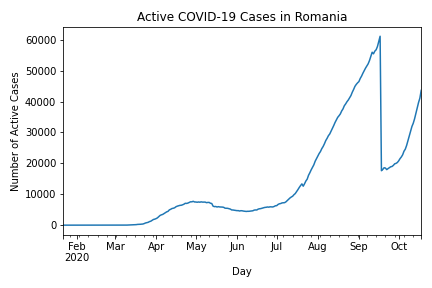 Active COVID-19 Cases in Romania
Number of Active Cases
60000
50000
40000
30000
20000
10000
0
Feb Mar Apr May Jun Jul Aug Sep Oct
2020
Day